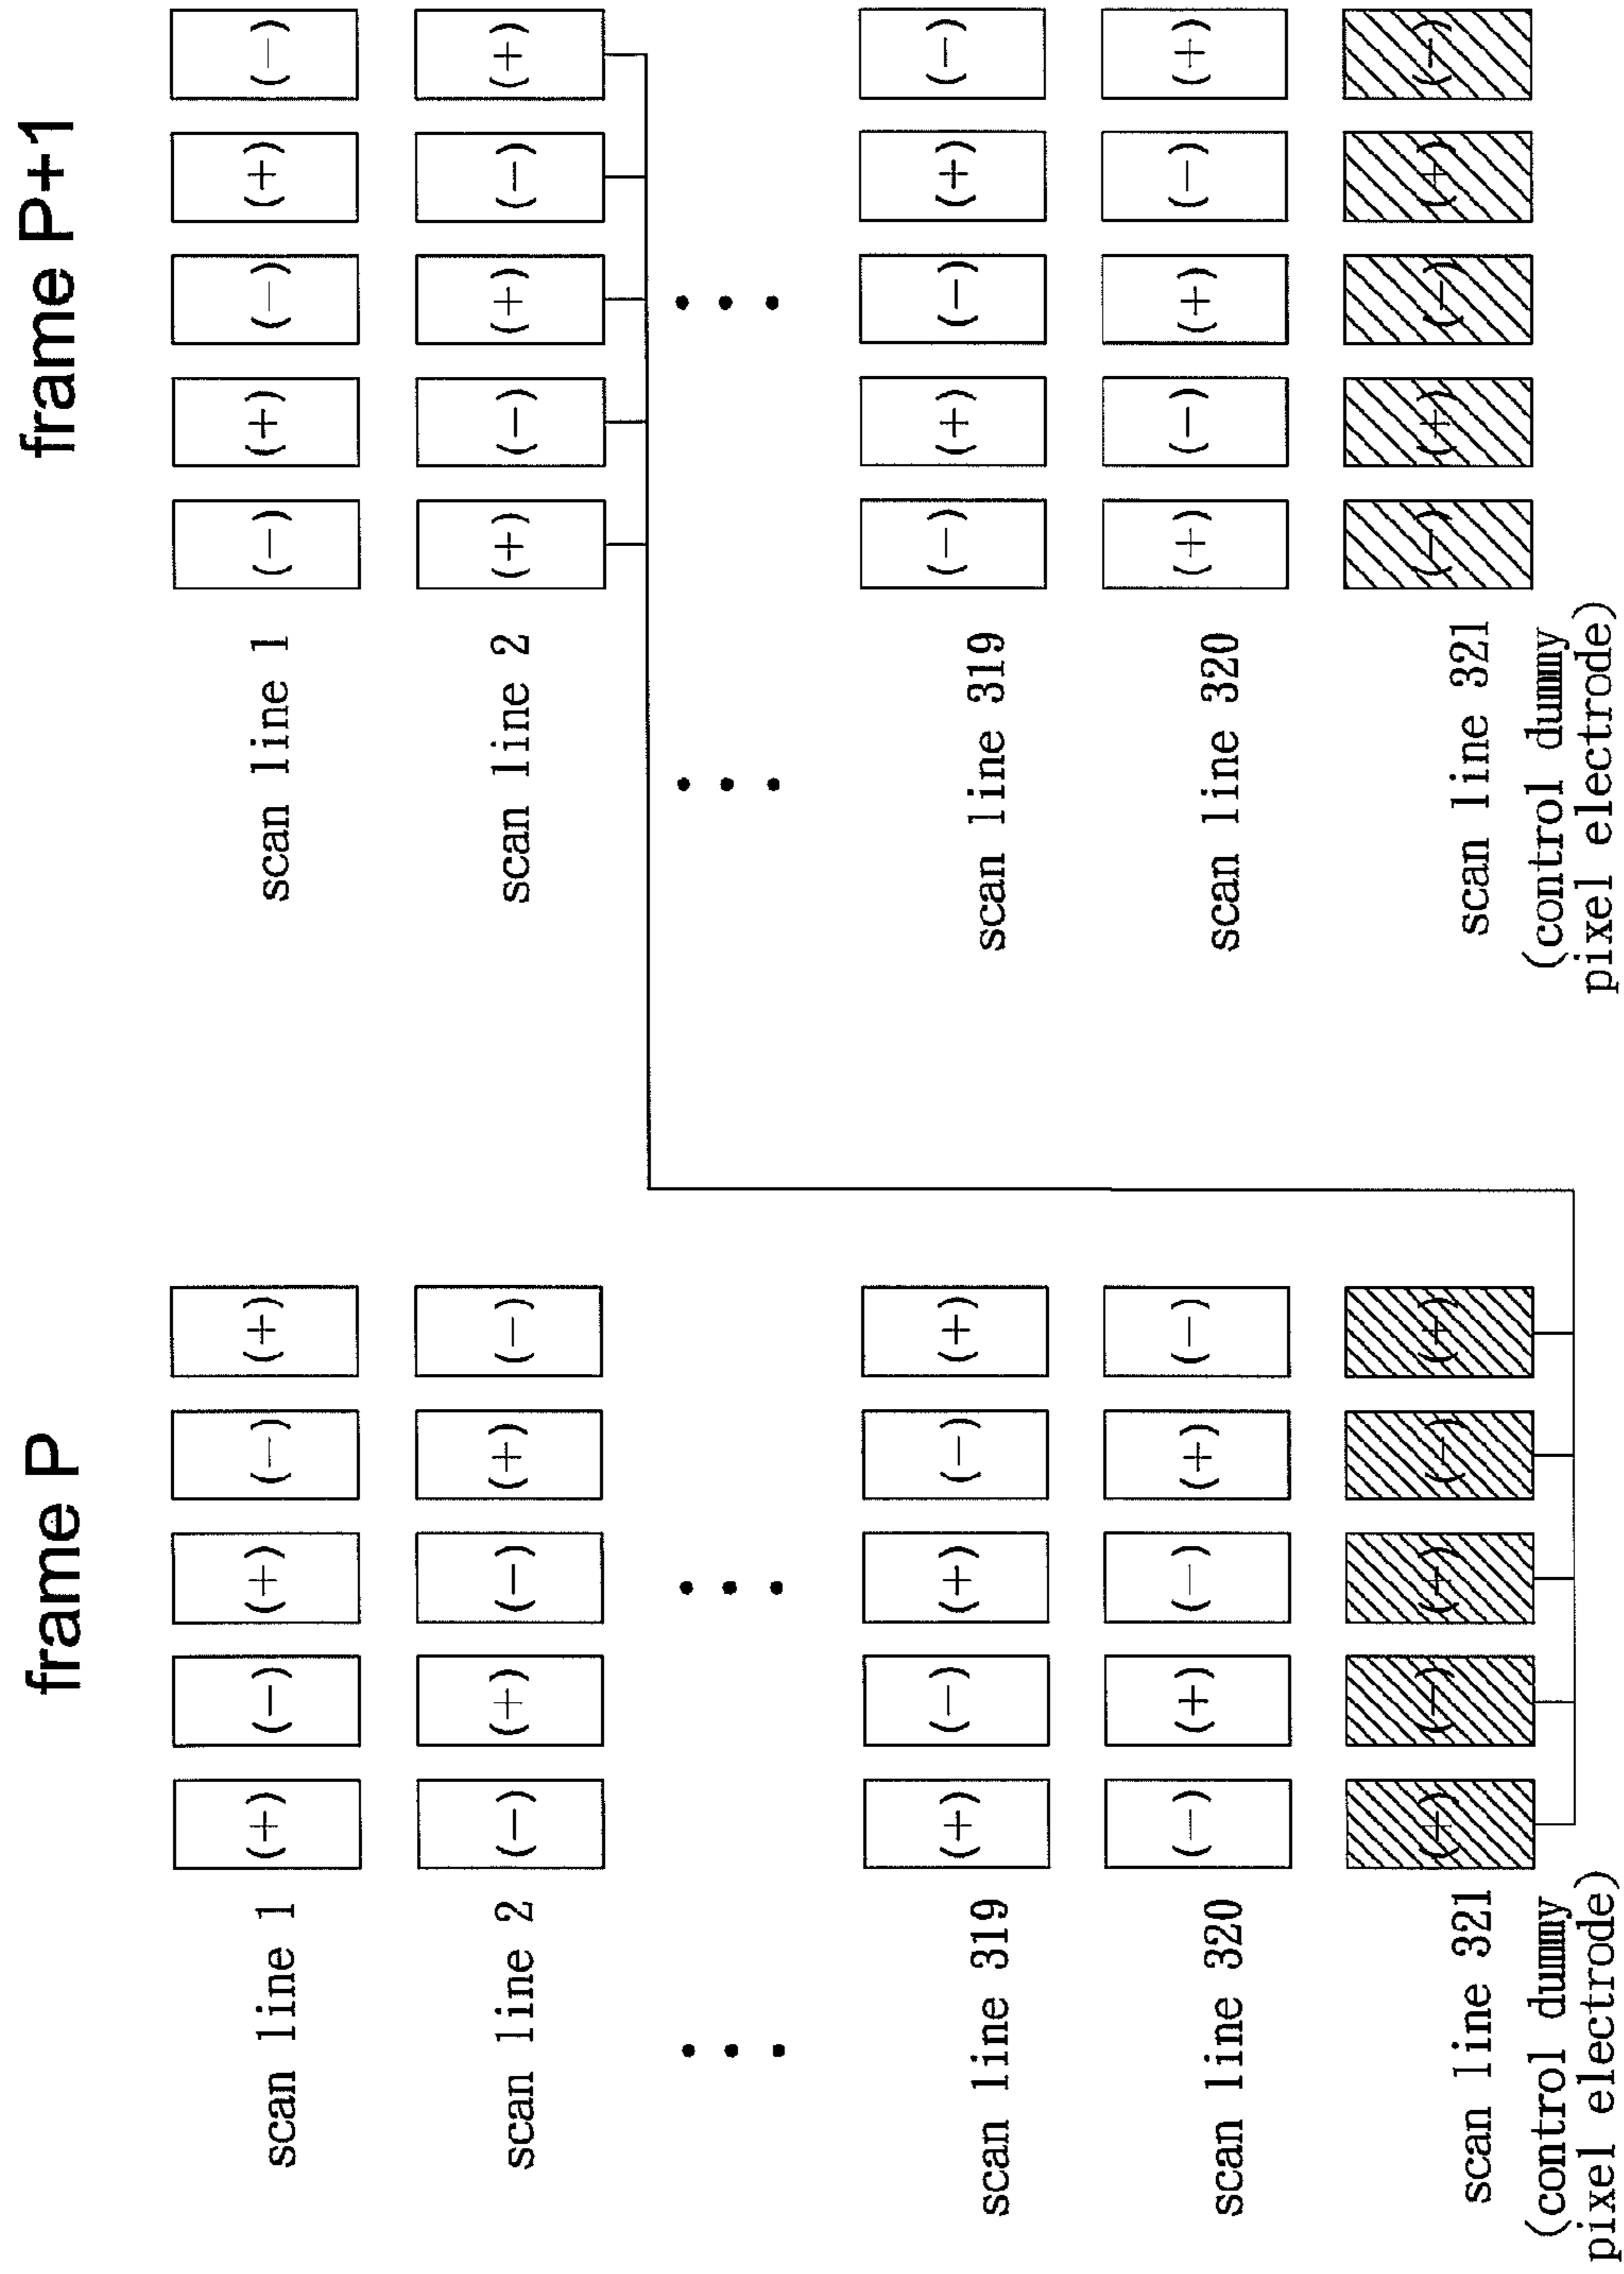 frame P
scan line 1 (+) (−) (+) (−) (+)
scan line 2 (−) (+) (−) (+) (−)
scan line 319 (+) (−) (+) (−) (+)
scan line 320 (−) (+) (−) (+) (−)
scan line 321 (+) (−) (+) (−) (+)
(control dummy
pixel electrode)
frame P+1
scan line 1 (−) (+) (−) (+) (−)
scan line 2 (+) (−) (+) (−) (+)
scan line 319 (−) (+) (−) (+) (−)
scan line 320 (+) (−) (+) (−) (+)
scan line 321 (−) (+) (−) (+) (−)
(control dummy
pixel electrode)